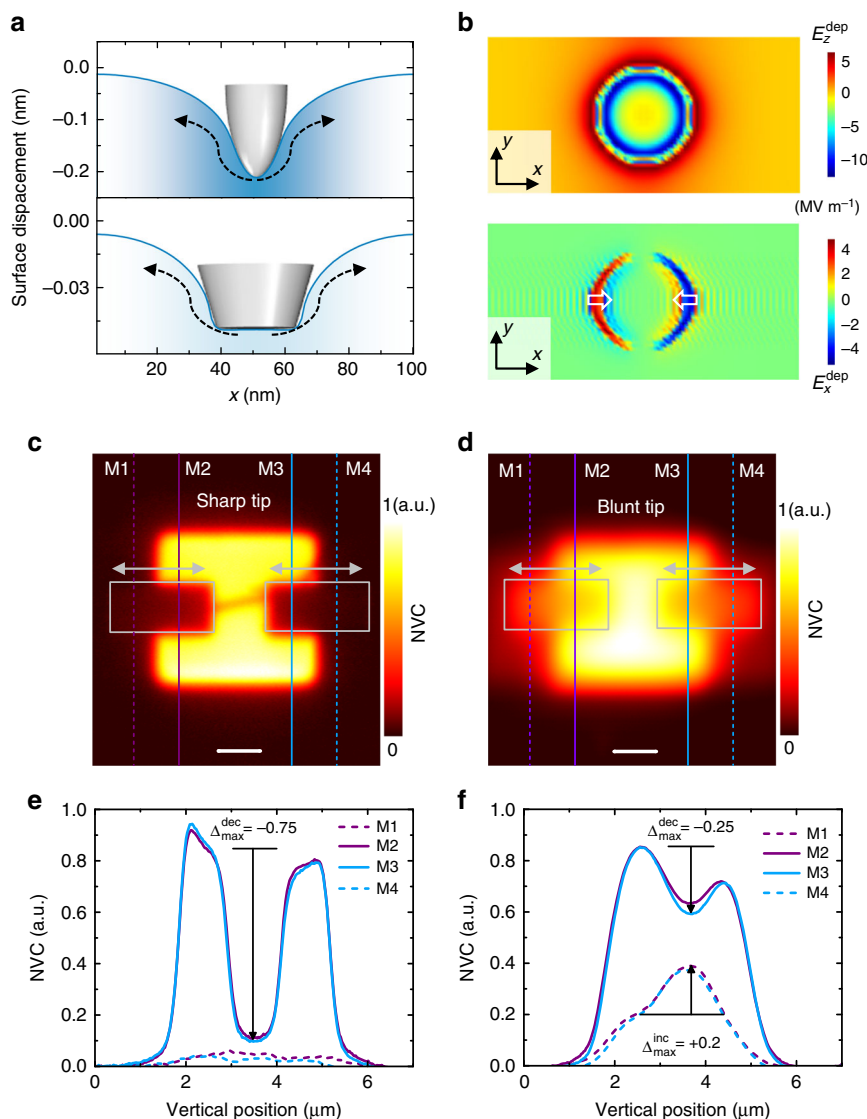 a
0.00
−0.1
−0.2
0.00
−0.03
Surface dispacement (nm)
20 40 60 80 100
x (nm)
b
E_z^dep
5
0
−5
−10
(MV m⁻¹)
y
x
4
2
0
−2
−4
E_x^dep
y
x
c
M1 M2 M3 M4
Sharp tip
1(a.u.)
NVC
0
d
M1 M2 M3 M4
Blunt tip
1(a.u.)
NVC
0
e
1.0
0.8
0.6
0.4
0.2
0.0
NVC (a.u.)
Δ_max^dec = −0.75
M1
M2
M3
M4
0 2 4 6
Vertical position (μm)
f
1.0
0.8
0.6
0.4
0.2
0.0
NVC (a.u.)
Δ_max^dec = −0.25
M1
M2
M3
M4
Δ_max^inc = +0.2
0 2 4 6
Vertical position (μm)